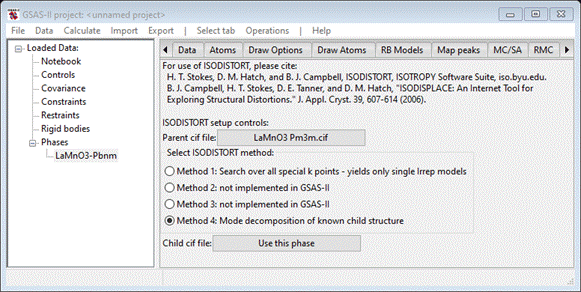 GSAS-II project: <unnamed project>
File Data Calculate Import Export | Select tab Operations | Help
Loaded Data:
Notebook
Controls
Covariance
Constraints
Restraints
Rigid bodies
Phases
LaMnO3-Pbnm
Data Atoms Draw Options Draw Atoms RB Models Map peaks MC/SA RMC
For use of ISODISTORT, please cite:
H. T. Stokes, D. M. Hatch, and B. J. Campbell, ISODISTORT, ISOTROPY Software Suite, iso.byu.edu.
B. J. Campbell, H. T. Stokes, D. E. Tanner, and D. M. Hatch, "ISODISPLACE: An Internet Tool for
Exploring Structural Distortions." J. Appl. Cryst. 39, 607-614 (2006).
ISODISTORT setup controls:
Parent cif file: LaMnO3 Pm3m.cif
Select ISODISTORT method:
Method 1: Search over all special k points - yields only single Irrep models
Method 2: not implemented in GSAS-II
Method 3: not implemented in GSAS-II
Method 4: Mode decomposition of known child structure
Child cif file: Use this phase